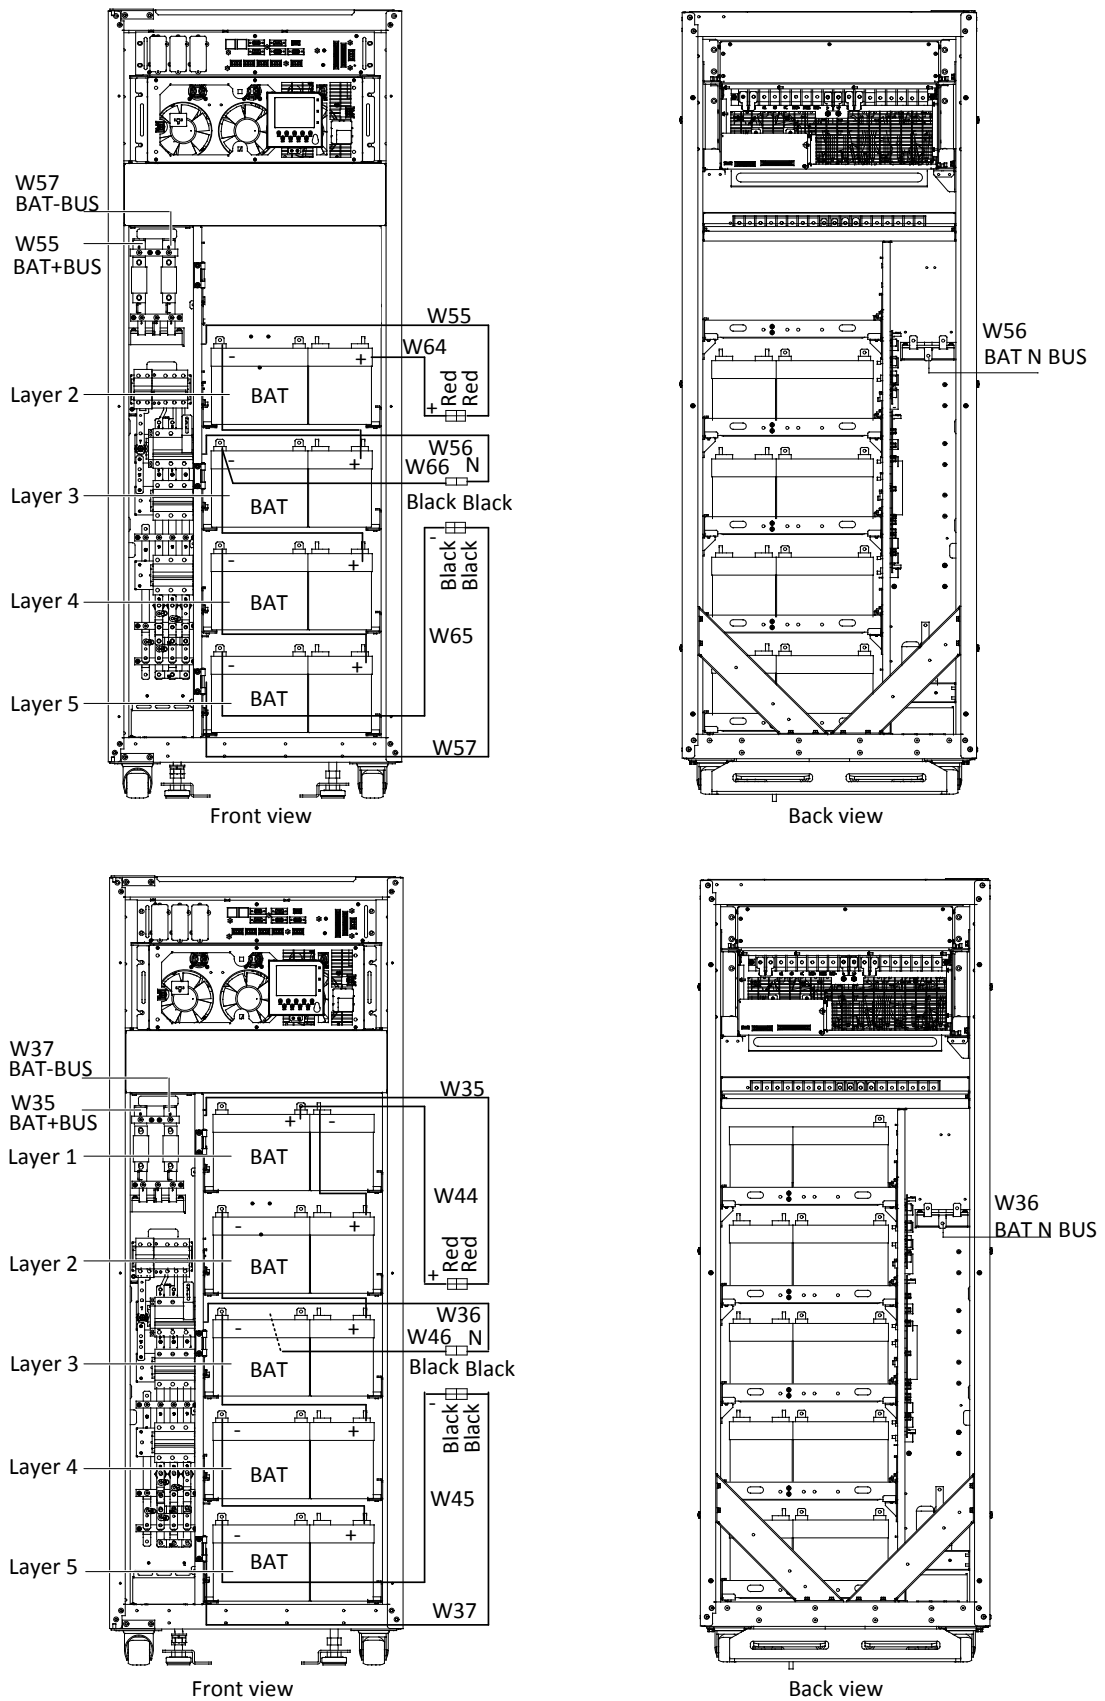 W57
BAT-BUS
W55
BAT+BUS
W55
W64
Red
Red
+
-
+
Layer 2
BAT
W56
W66 N
-
+
Layer 3
BAT
Black Black
-
Black
Black
-
+
Layer 4
BAT
W65
-
+
Layer 5
BAT
W57
Front view
W56
BAT N BUS
Back view
W37
BAT-BUS
W35
BAT+BUS
W35
+
-
Layer 1
BAT
W44
Red
Red
+
-
+
Layer 2
BAT
W36
W46 N
-
+
Layer 3
BAT
Black Black
-
Black
Black
-
+
Layer 4
BAT
W45
-
+
Layer 5
BAT
W37
Front view
W36
BAT N BUS
Back view